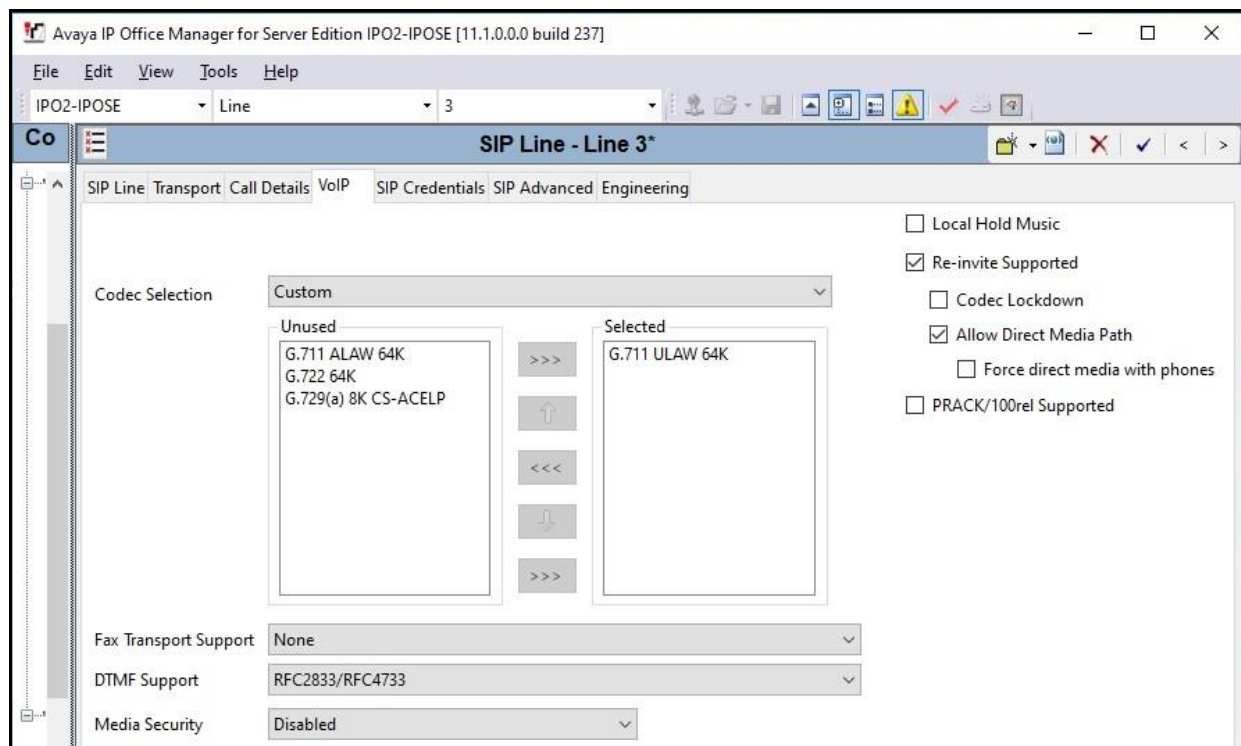 Avaya IP Office Manager for Server Edition IPO2-IPOSE [11.1.0.0.0 build 237]
File Edit View Tools Help
IPO2-IPOSE Line 3
Co
SIP Line - Line 3*
SIP Line Transport Call Details VoIP SIP Credentials SIP Advanced Engineering
Local Hold Music
Re-invite Supported
Codec Lockdown
Allow Direct Media Path
Force direct media with phones
PRACK/100rel Supported
Codec Selection Custom
Unused
G.711 ALAW 64K
G.722 64K
G.729(a) 8K CS-ACELP
>>>
<<<
>>>
Selected
G.711 ULAW 64K
Fax Transport Support None
DTMF Support RFC2833/RFC4733
Media Security Disabled